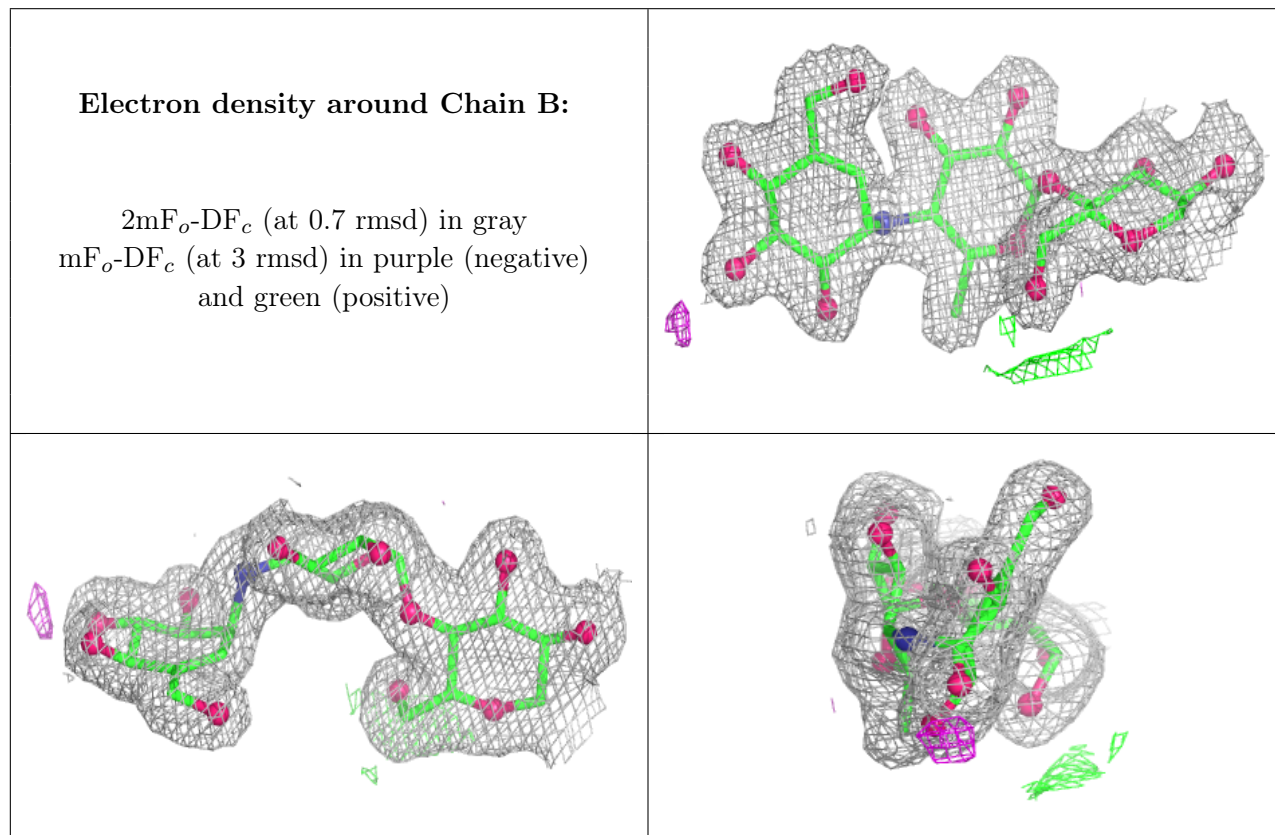 Electron density around Chain B:
2mFo-DFc (at 0.7 rmsd) in gray
mFo-DFc (at 3 rmsd) in purple (negative)
and green (positive)